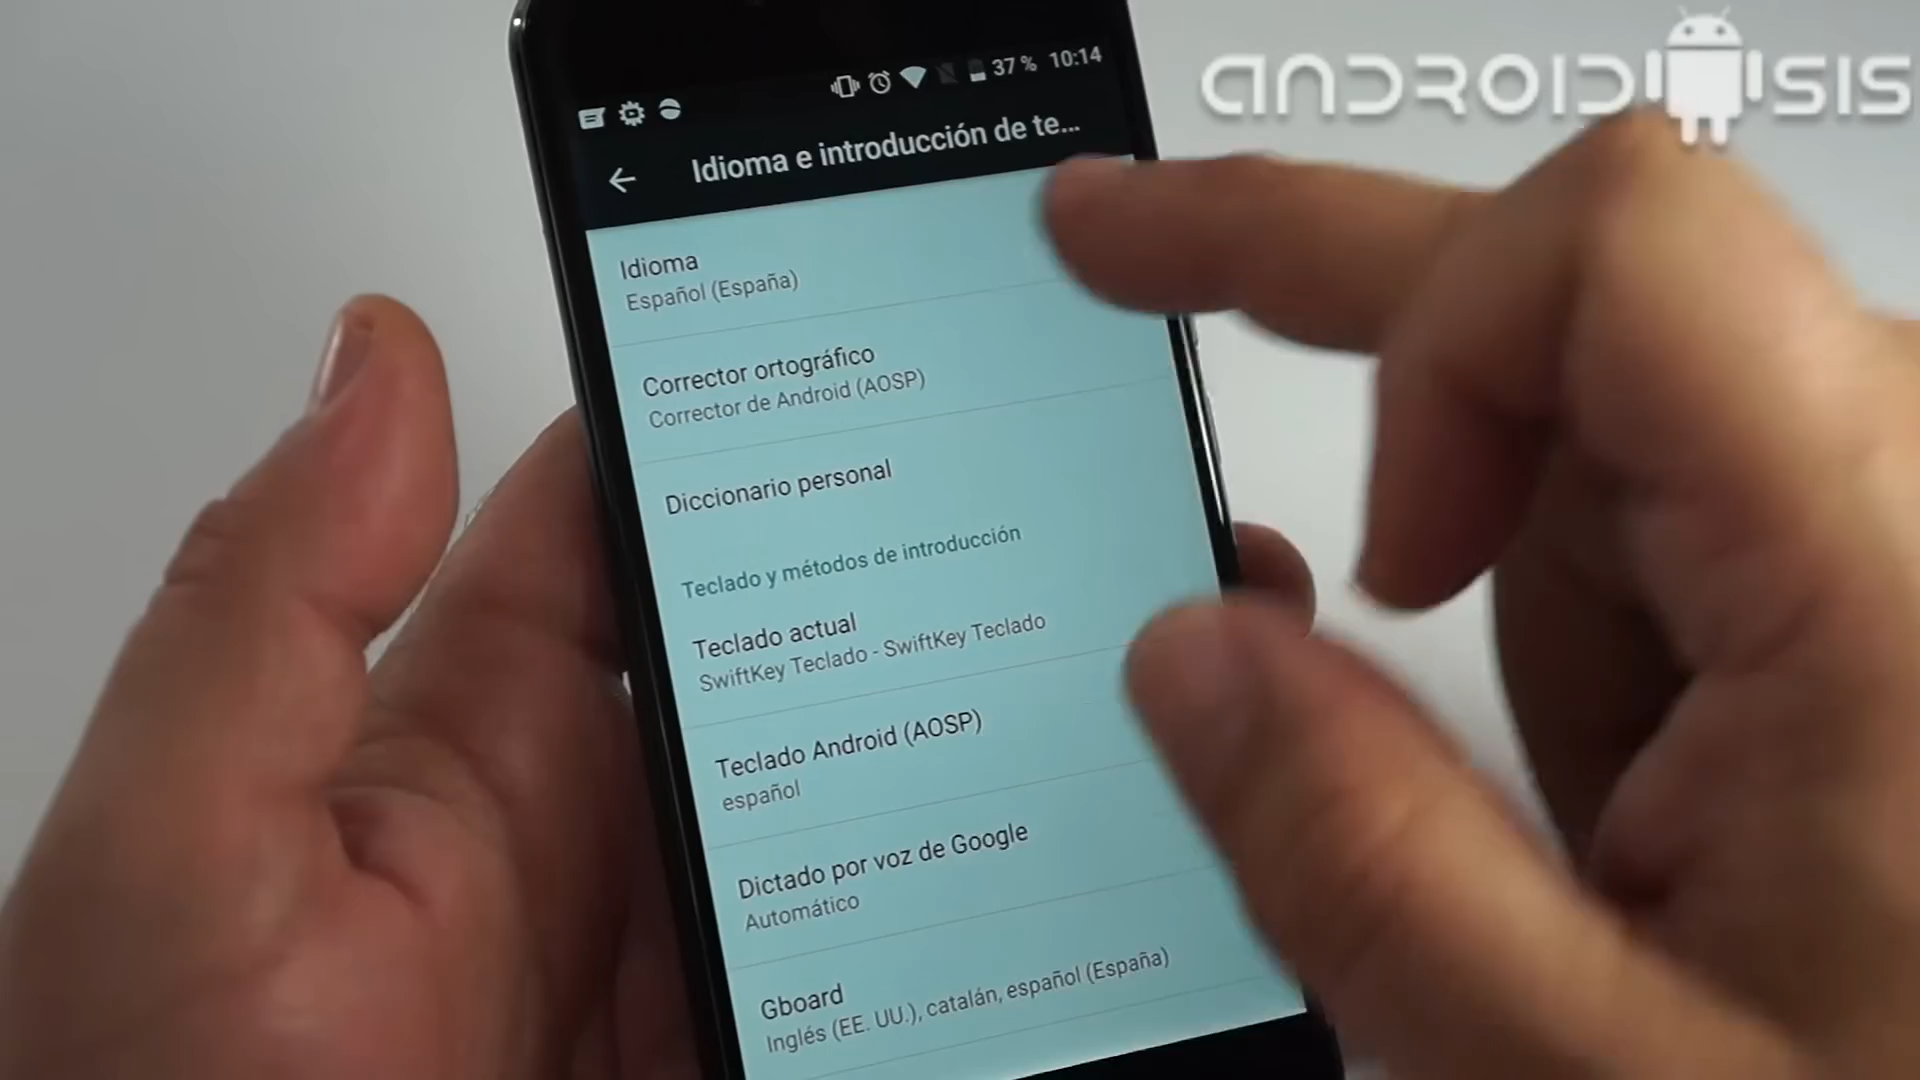 ANDROIDSIS
37 % 10:14
Idioma e introducción de te...
Idioma
Español (España)
Corrector ortográfico
Corrector de Android (AOSP)
Diccionario personal
Teclado y métodos de introducción
Teclado actual
SwiftKey Teclado - SwiftKey Teclado
Teclado Android (AOSP)
español
Dictado por voz de Google
Automático
Gboard
Inglés (EE. UU.), catalán, español (España)